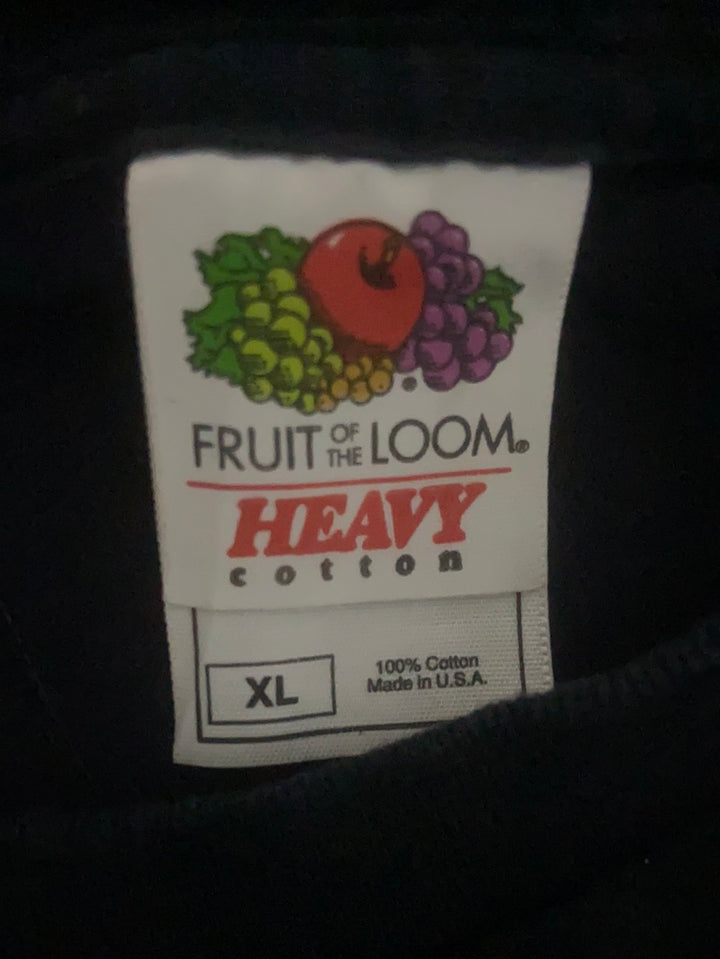 FRUIT OF THE LOOM®
HEAVY
cotton
XL
100% Cotton
Made in U.S.A.